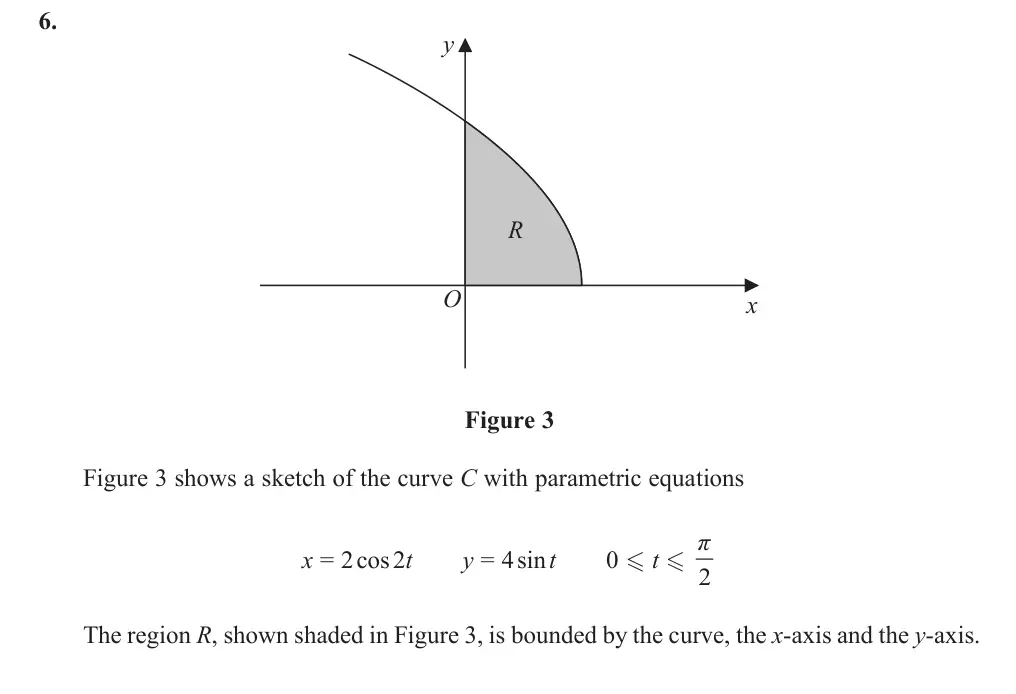 6.
y
R
O
x
Figure 3
Figure 3 shows a sketch of the curve C with parametric equations
x = 2 cos 2t y = 4 sin t 0 ⩽ t ⩽ π/2
The region R, shown shaded in Figure 3, is bounded by the curve, the x-axis and the y-axis.